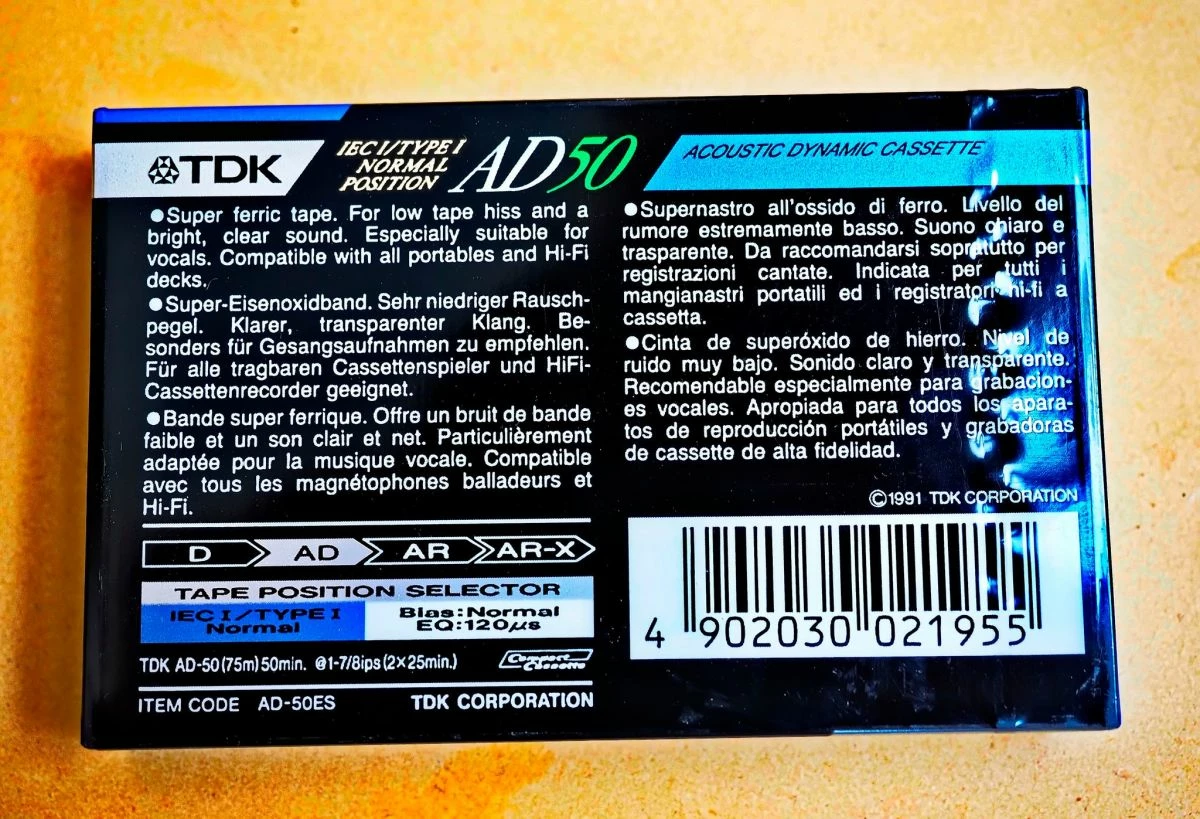 TDK
IEC I/TYPE I
NORMAL
POSITION
AD50
ACOUSTIC DYNAMIC CASSETTE
●Super ferric tape. For low tape hiss and a
bright, clear sound. Especially suitable for
vocals. Compatible with all portables and Hi-Fi
decks.
●Super-Eisenoxidband. Sehr niedriger Rausch-
pegel. Klarer, transparenter Klang. Be-
sonders für Gesangsaufnahmen zu empfehlen.
Für alle tragbaren Cassettenspieler und HiFi-
Cassettenrecorder geeignet.
●Bande super ferrique. Offre un bruit de bande
faible et un son clair et net. Particulièrement
adaptée pour la musique vocale. Compatible
avec tous les magnétophones balladeurs et
Hi-Fi.
●Supernastro all'ossido di ferro. Livello del
rumore estremamente basso. Suono chiaro e
trasparente. Da raccomandarsi sopratutto per
registrazioni cantate. Indicata per tutti i
mangianastri portatili ed i registratori hi-fi a
cassetta.
●Cinta de superóxido de hierro. Nivel de
ruido muy bajo. Sonido claro y transparente.
Recomendable especialmente para grabacion-
es vocales. Apropiada para todos los apara-
tos de reproducción portátiles y grabadoras
de cassette de alta fidelidad.
©1991 TDK CORPORATION
D AD AR AR-X
TAPE POSITION SELECTOR
IEC I/TYPE I
Normal
Bias:Normal
EQ:120µs
TDK AD-50(75m)50min. @1-7/8ips(2×25min.)
Compact
Cassette
ITEM CODE AD-50ES
TDK CORPORATION
4 902030 021955